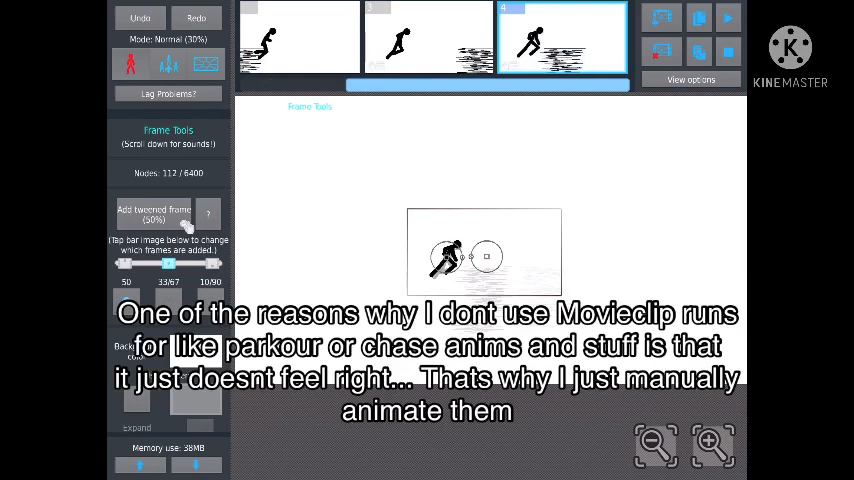 Undo
Redo
Mode: Normal (30%)
Lag Problems?
3
4
View options
K
KINEMASTER
Frame Tools
Frame Tools
(Scroll down for sounds!)
Nodes: 112 / 6400
Add tweened frame
(50%)
?
(Tap bar image below to change
which frames are added.)
50
33/67
10/90
One of the reasons why I dont use Movieclip runs
for like parkour or chase anims and stuff is that
it just doesnt feel right... Thats why I just manually
animate them
Expand
Memory use: 38MB